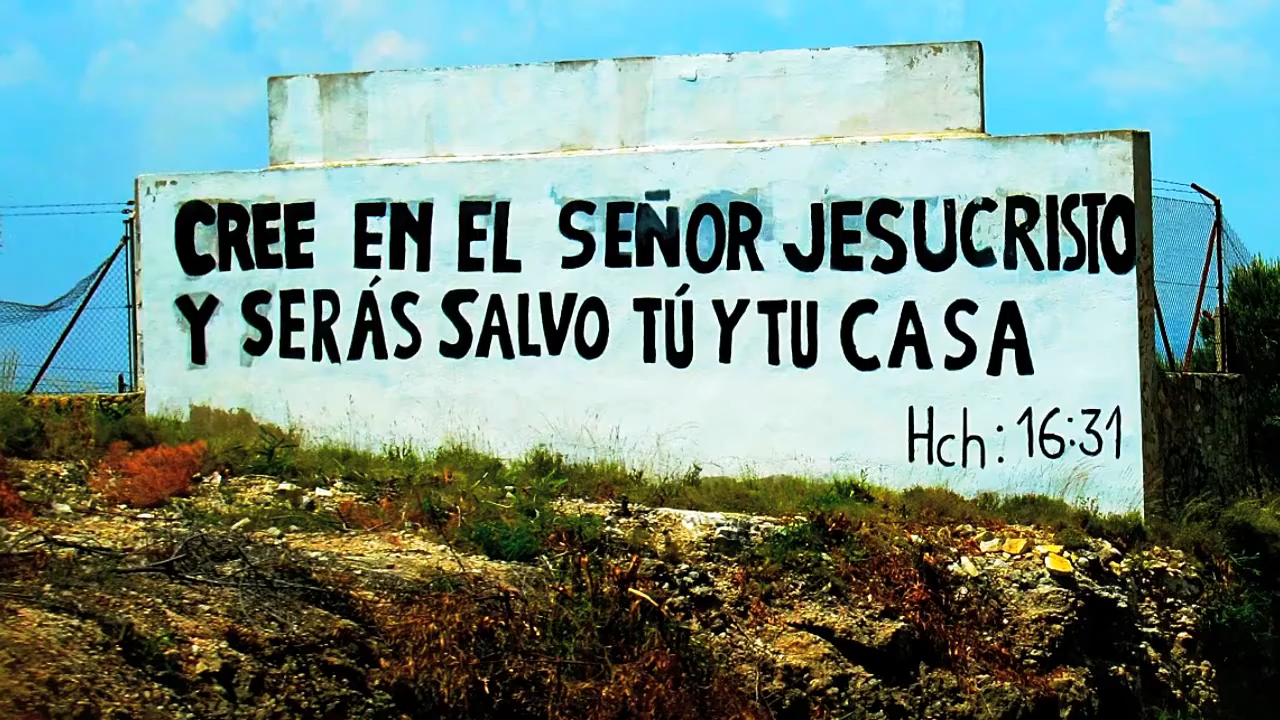 CREE EN EL SEÑOR JESUCRISTO
Y SERÁS SALVO TÚ Y TU CASA
Hch: 16:31